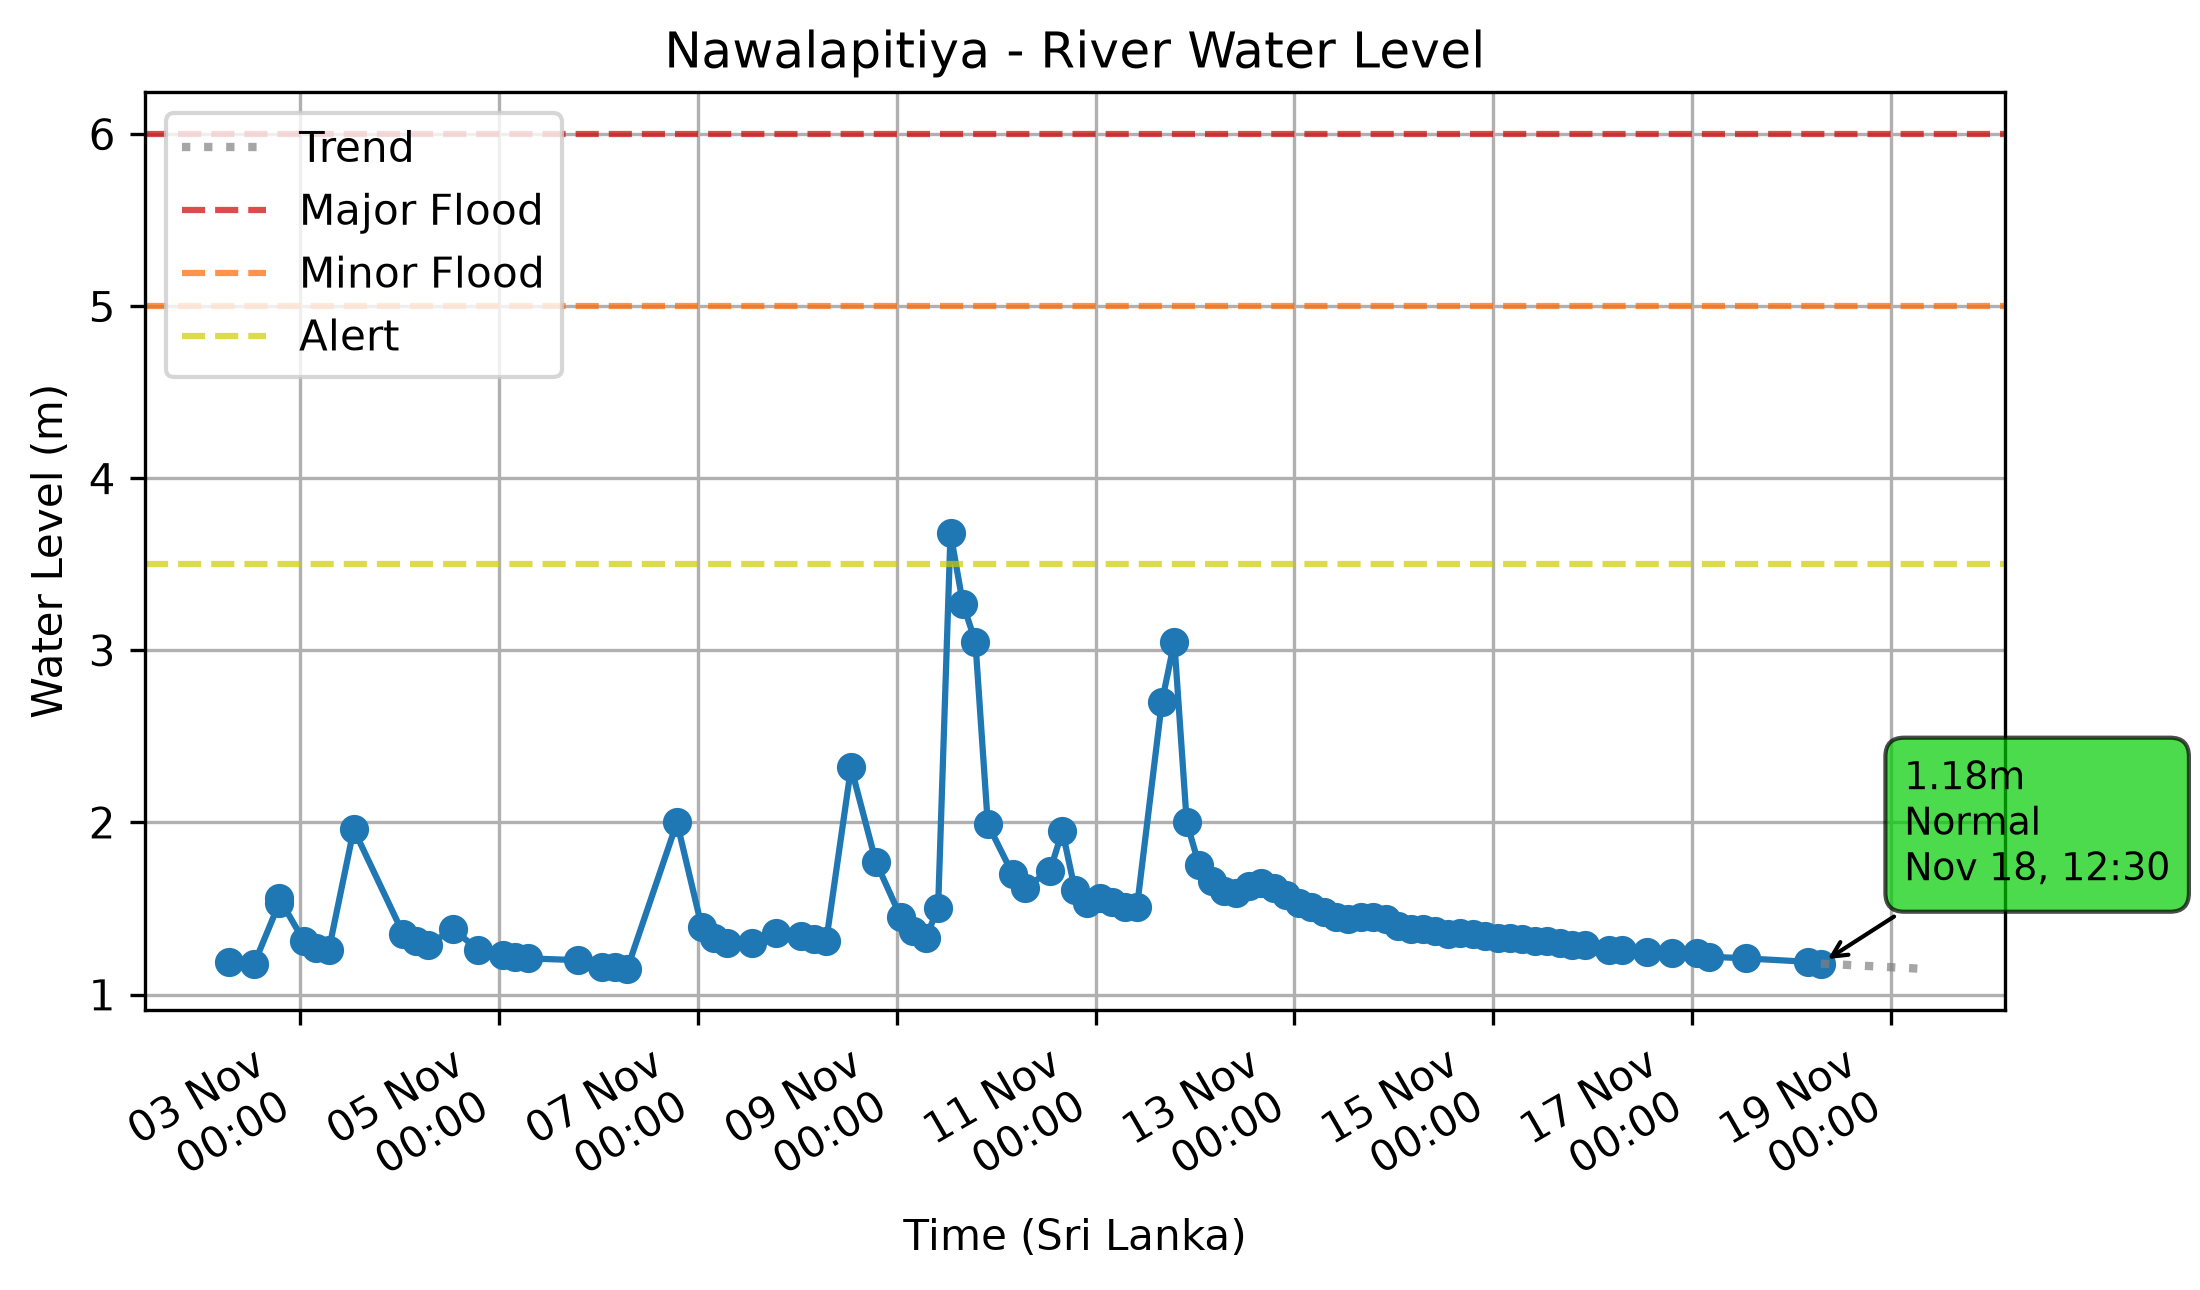 Nawalapitiya - River Water Level
Trend
Major Flood
Minor Flood
Alert
6
5
4
3
2
1
Water Level (m)
1.18m
Normal
Nov 18, 12:30
03 Nov
00:00
05 Nov
00:00
07 Nov
00:00
09 Nov
00:00
11 Nov
00:00
13 Nov
00:00
15 Nov
00:00
17 Nov
00:00
19 Nov
00:00
Time (Sri Lanka)